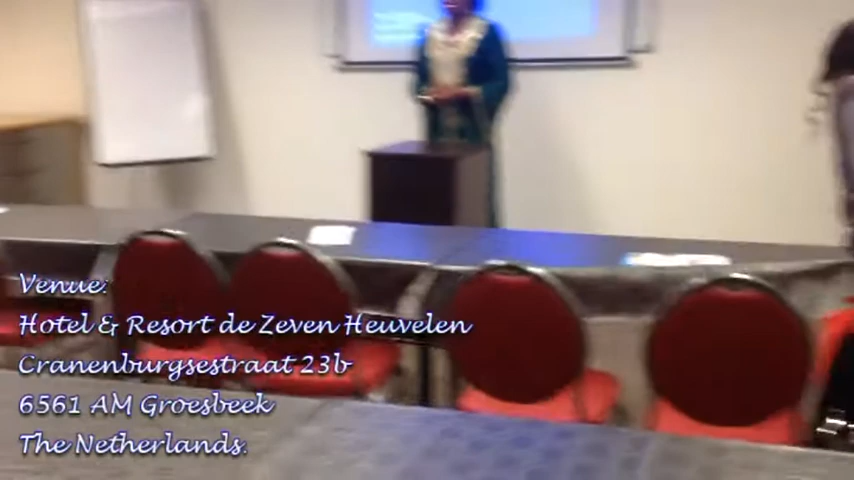 Venue:
Hotel & Resort de Zeven Heuvelen
Cranenburgsestraat 23b
6561 AM Groesbeek
The Netherlands.